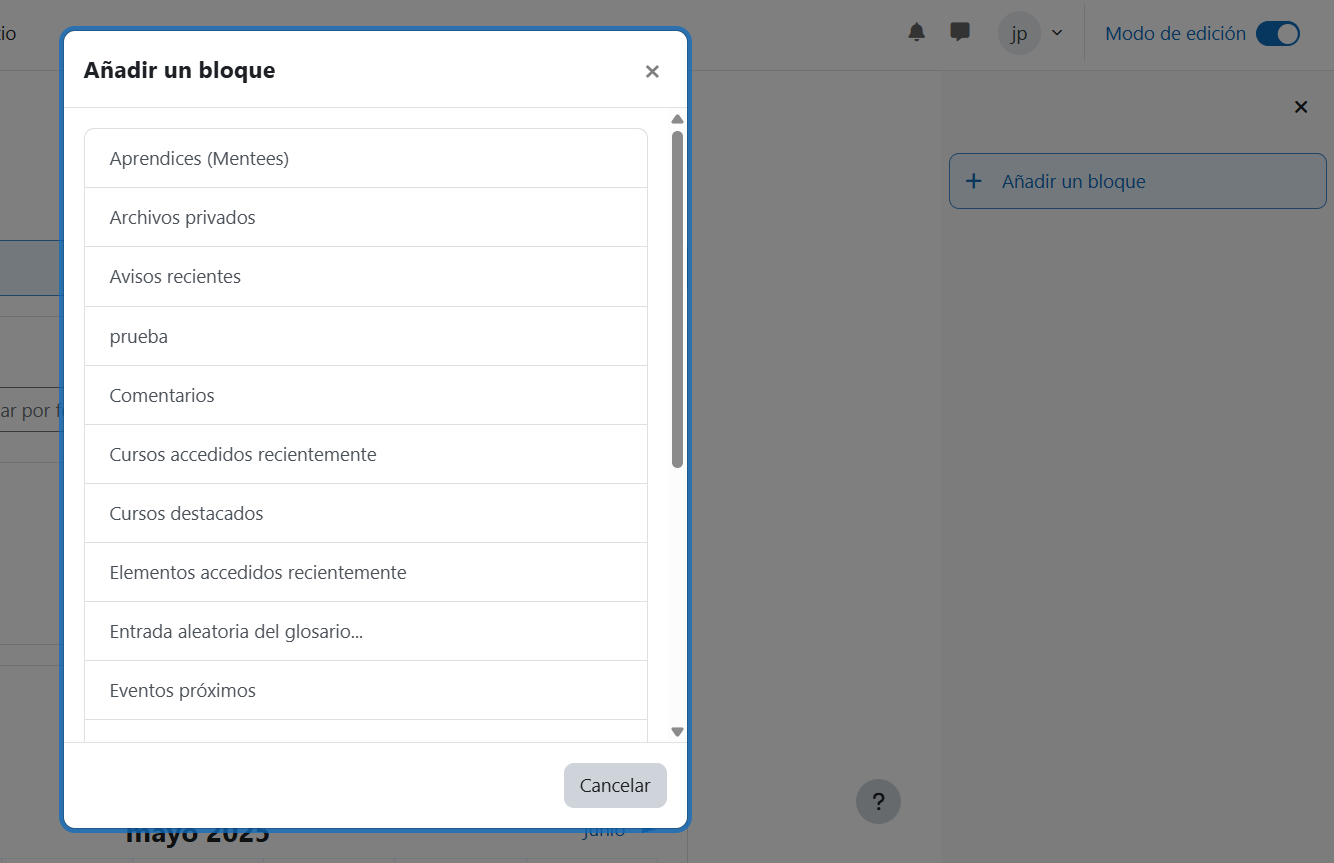 io
jp
Modo de edición
Añadir un bloque
×
Aprendices (Mentees)
Archivos privados
Avisos recientes
prueba
Comentarios
Cursos accedidos recientemente
Cursos destacados
Elementos accedidos recientemente
Entrada aleatoria del glosario...
Eventos próximos
Cancelar
+ Añadir un bloque
ar por f
?
mayo 2025
junio